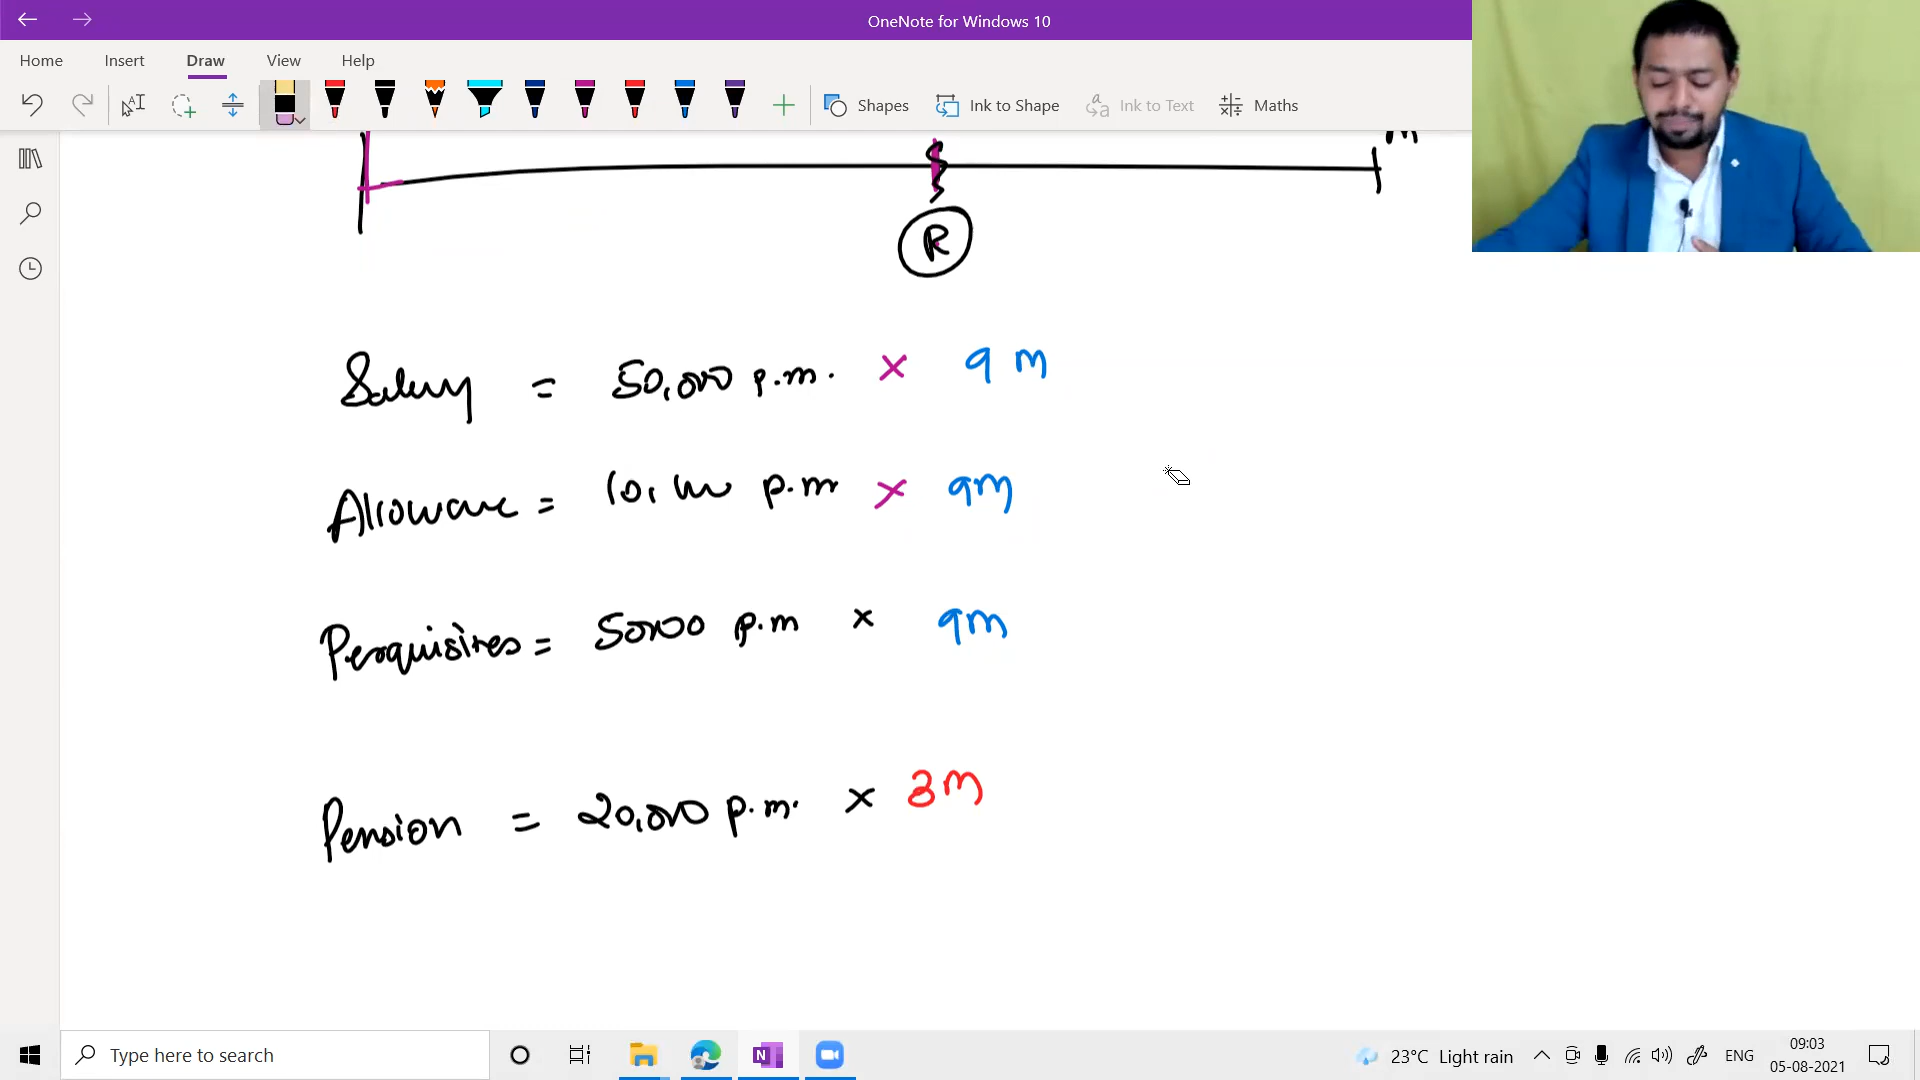 OneNote for Windows 10
Home Insert Draw View Help
Shapes Ink to Shape Ink to Text Maths
m
R
Salary = 50,000 p.m. × 9 m
Allowance = 10,000 p.m × 9m
Perquisites = 5000 p.m × 9m
Pension = 20,000 p.m. × 3m
Type here to search
23°C Light rain
ENG
09:03
05-08-2021